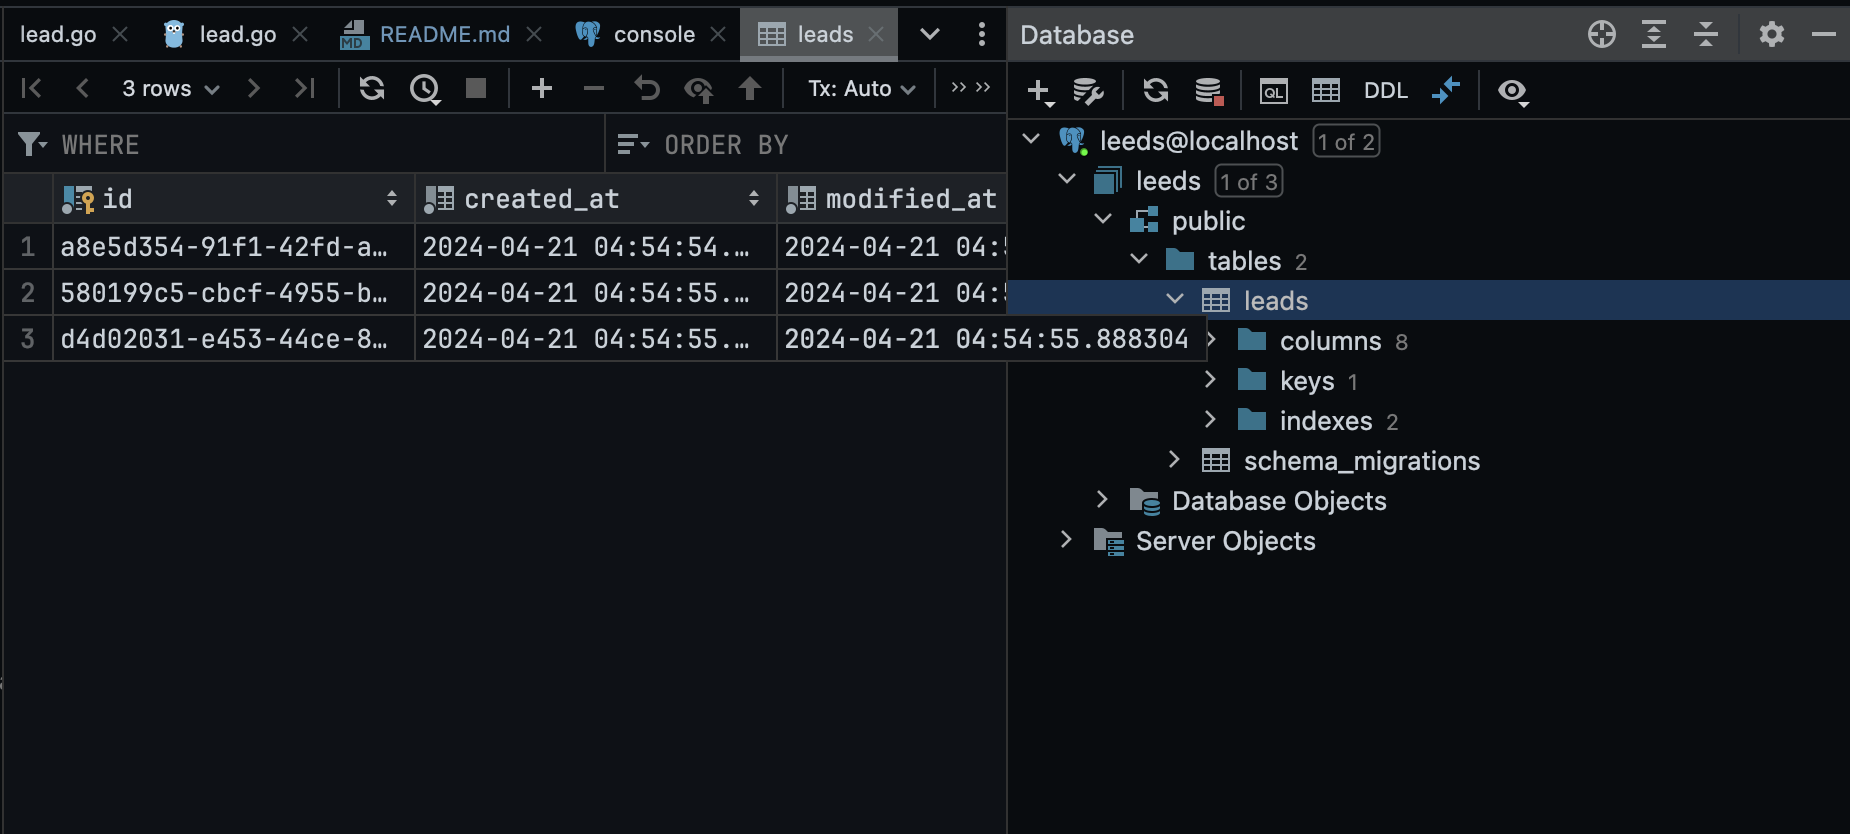 lead.go lead.go README.md console leads
3 rows Tx: Auto
WHERE ORDER BY
id created_at modified_at
1 a8e5d354-91f1-42fd-a… 2024-04-21 04:54:54.… 2024-04-21 04:5
2 580199c5-cbcf-4955-b… 2024-04-21 04:54:55.… 2024-04-21 04:5
3 d4d02031-e453-44ce-8… 2024-04-21 04:54:55.… 2024-04-21 04:54:55.888304
Database
QL DDL
leeds@localhost 1 of 2
leeds 1 of 3
public
tables 2
leads
columns 8
keys 1
indexes 2
schema_migrations
Database Objects
Server Objects